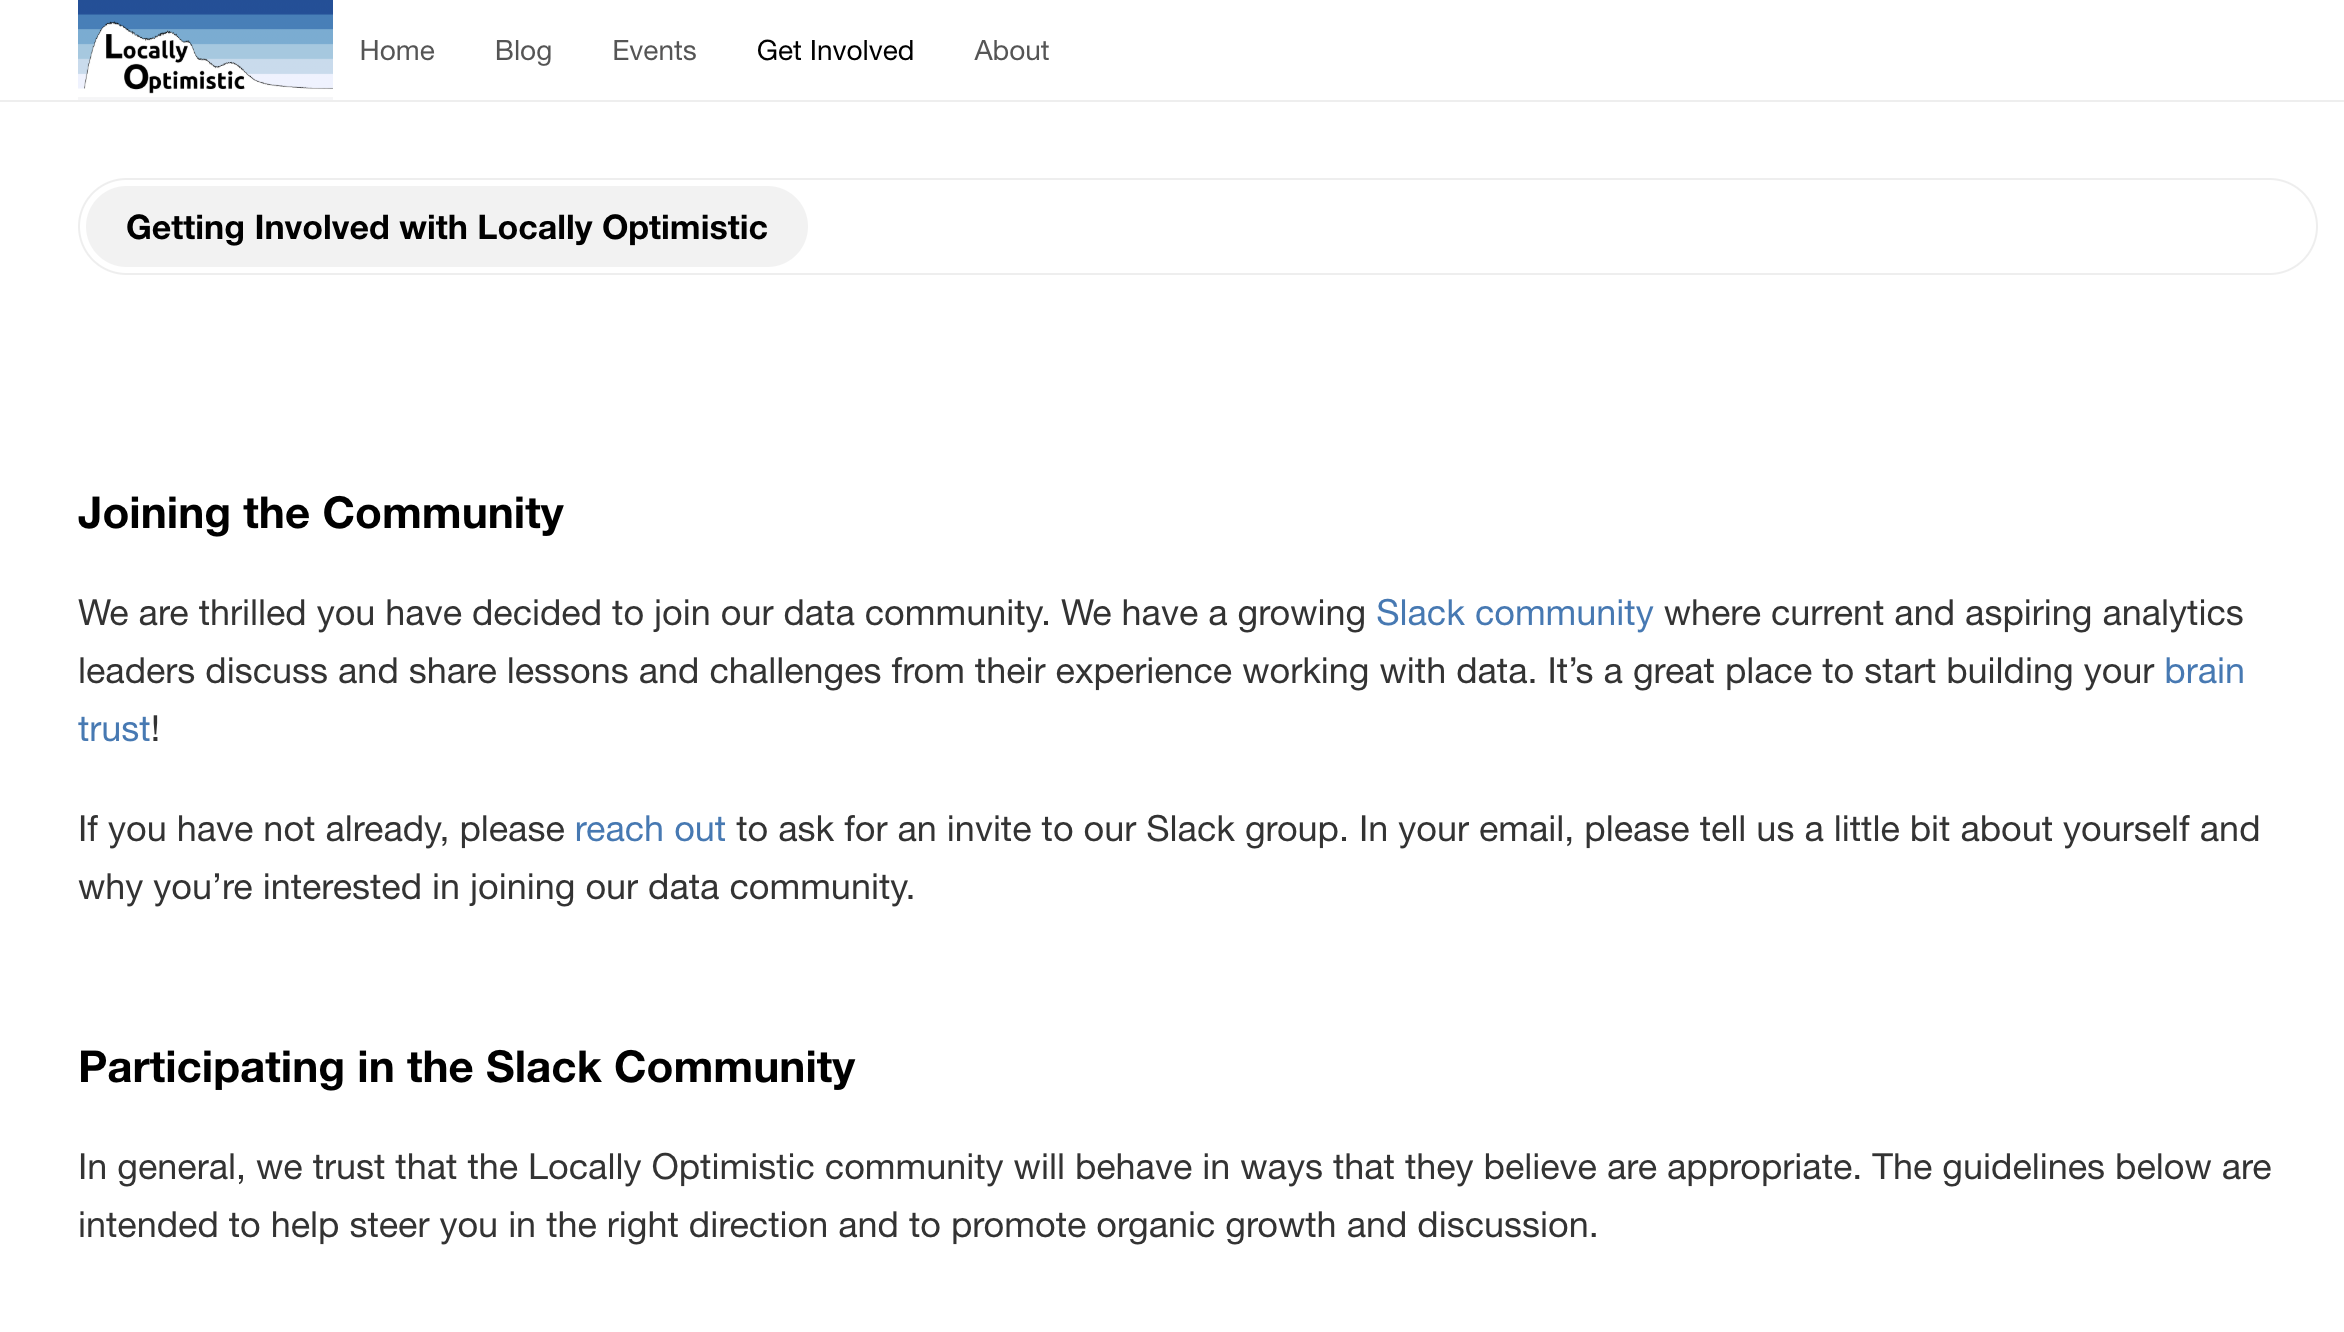 Locally
Optimistic
Home
Blog
Events
Get Involved
About
Getting Involved with Locally Optimistic
Joining the Community
We are thrilled you have decided to join our data community. We have a growing Slack community where current and aspiring analytics
leaders discuss and share lessons and challenges from their experience working with data. It’s a great place to start building your brain
trust!
If you have not already, please reach out to ask for an invite to our Slack group. In your email, please tell us a little bit about yourself and
why you’re interested in joining our data community.
Participating in the Slack Community
In general, we trust that the Locally Optimistic community will behave in ways that they believe are appropriate. The guidelines below are
intended to help steer you in the right direction and to promote organic growth and discussion.